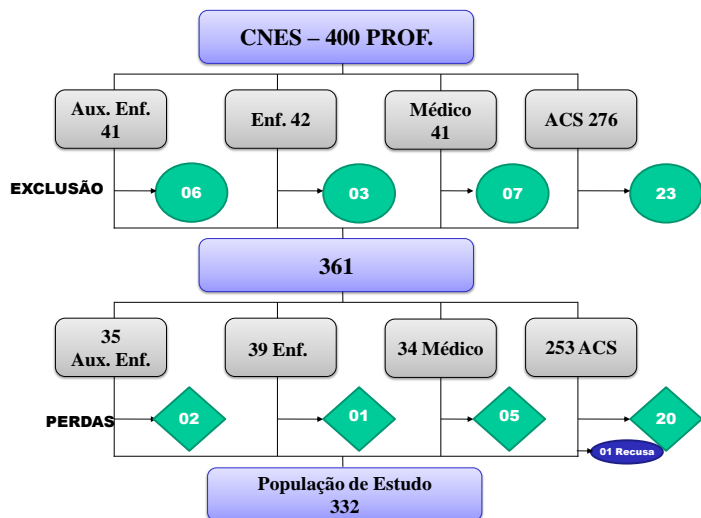 CNES – 400 PROF.
Aux. Enf.
41
Enf. 42
Médico
41
ACS 276
EXCLUSÃO
06
03
07
23
361
35
Aux. Enf.
39 Enf.
34 Médico
253 ACS
PERDAS
02
01
05
20
01 Recusa
População de Estudo
332